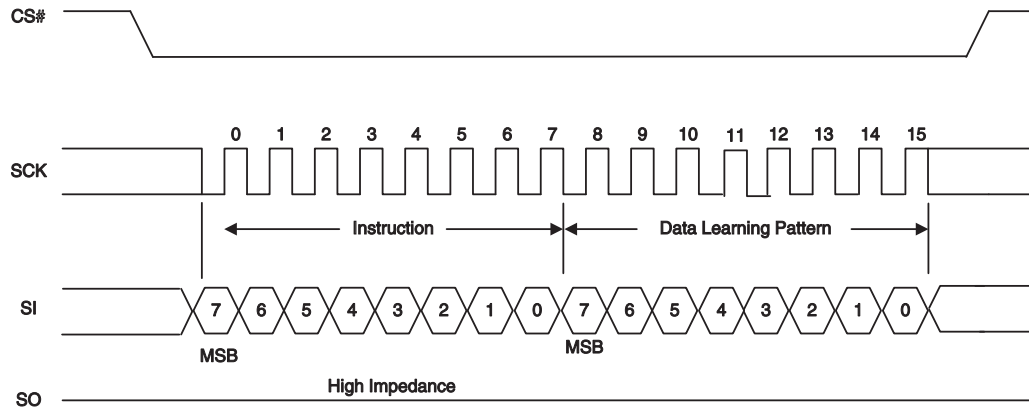 CS#
0 1 2 3 4 5 6 7 8 9 10 11 12 13 14 15
SCK
Instruction Data Learning Pattern
SI 7 6 5 4 3 2 1 0 7 6 5 4 3 2 1 0
MSB MSB
High Impedance
SO